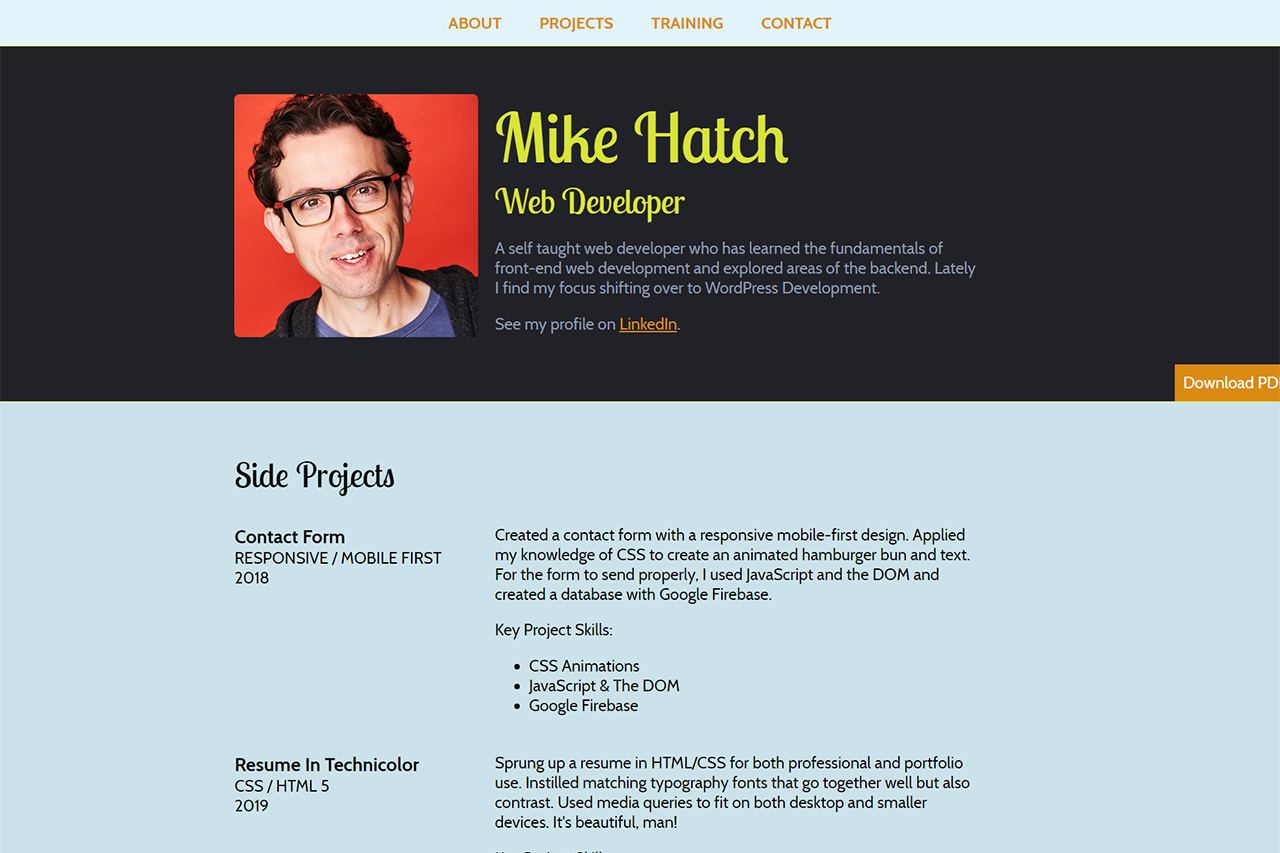 ABOUT PROJECTS TRAINING CONTACT
Mike Hatch
Web Developer
A self taught web developer who has learned the fundamentals of
front-end web development and explored areas of the backend. Lately
I find my focus shifting over to WordPress Development.
See my profile on LinkedIn.
Download PD
Side Projects
Contact Form
RESPONSIVE / MOBILE FIRST
2018
Created a contact form with a responsive mobile-first design. Applied
my knowledge of CSS to create an animated hamburger bun and text.
For the form to send properly, I used JavaScript and the DOM and
created a database with Google Firebase.
Key Project Skills:
• CSS Animations
• JavaScript & The DOM
• Google Firebase
Resume In Technicolor
CSS / HTML 5
2019
Sprung up a resume in HTML/CSS for both professional and portfolio
use. Instilled matching typography fonts that go together well but also
contrast. Used media queries to fit on both desktop and smaller
devices. It's beautiful, man!